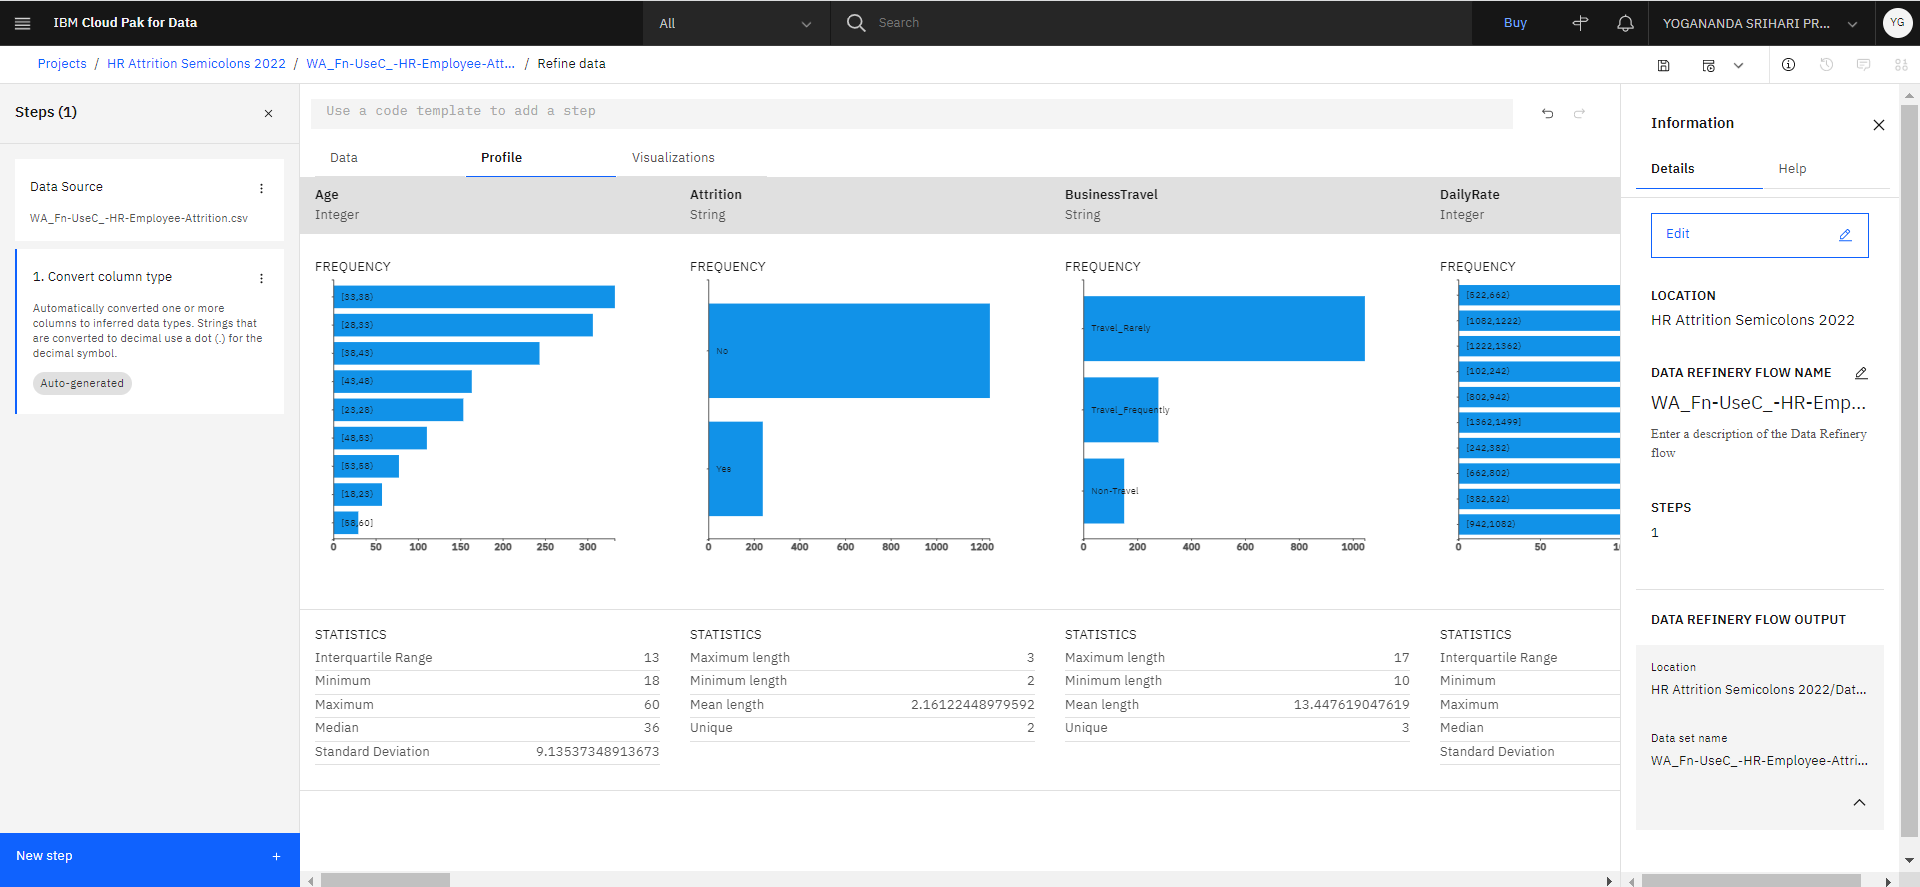 IBM Cloud Pak for Data
All
Search
Buy
YOGANANDA SRIHARI PR...
YG
Projects / HR Attrition Semicolons 2022 / WA_Fn-UseC_-HR-Employee-Att... / Refine data
Steps (1)
Data Source
WA_Fn-UseC_-HR-Employee-Attrition.csv
1. Convert column type
Automatically converted one or more
columns to inferred data types. Strings that
are converted to decimal use a dot (.) for the
decimal symbol.
Auto-generated
New step
Use a code template to add a step
Data
Profile
Visualizations
Age
Integer
FREQUENCY
[33,38)
[28,33)
[38,43)
[43,48)
[23,28)
[48,53)
[53,58)
[18,23)
[58,60]
0 50 100 150 200 250 300
STATISTICS
Interquartile Range 13
Minimum 18
Maximum 60
Median 36
Standard Deviation 9.13537348913673
Attrition
String
FREQUENCY
No
Yes
0 200 400 600 800 1000 1200
STATISTICS
Maximum length 3
Minimum length 2
Mean length 2.16122448979592
Unique 2
BusinessTravel
String
FREQUENCY
Travel_Rarely
Travel_Frequently
Non-Travel
0 200 400 600 800 1000
STATISTICS
Maximum length 17
Minimum length 10
Mean length 13.447619047619
Unique 3
DailyRate
Integer
FREQUENCY
[522,662)
[1082,1222)
[1222,1362)
[102,242)
[802,942)
[1362,1499]
[242,382)
[662,802)
[382,522)
[942,1082)
0 50 1
STATISTICS
Interquartile Range
Minimum
Maximum
Median
Standard Deviation
Information
Details
Help
Edit
LOCATION
HR Attrition Semicolons 2022
DATA REFINERY FLOW NAME
WA_Fn-UseC_-HR-Emp...
Enter a description of the Data Refinery
flow
STEPS
1
DATA REFINERY FLOW OUTPUT
Location
HR Attrition Semicolons 2022/Dat...
Data set name
WA_Fn-UseC_-HR-Employee-Attri...